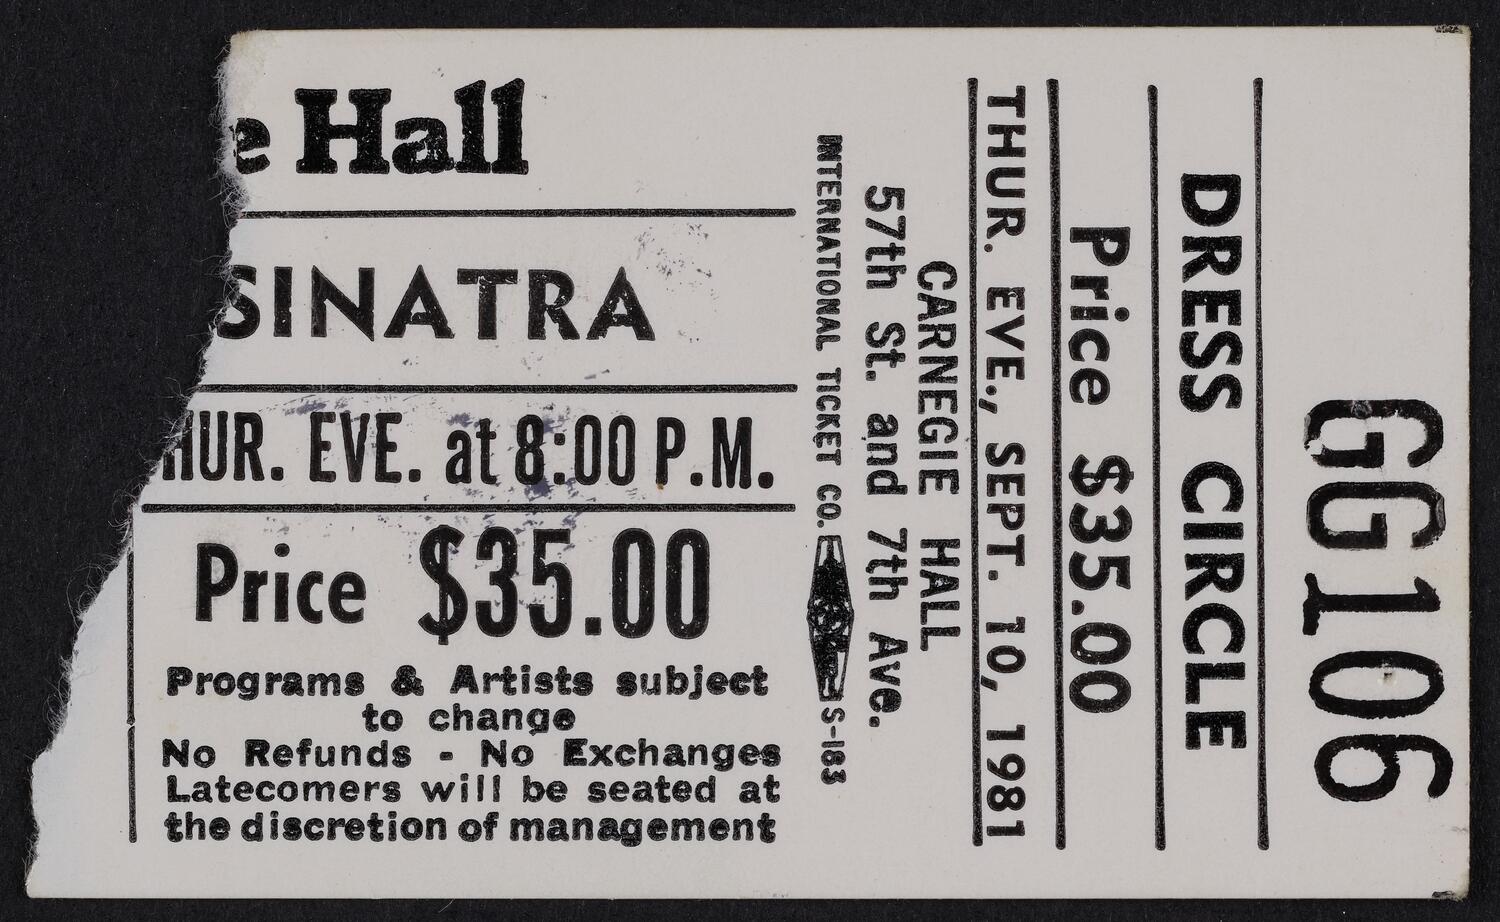 e Hall
SINATRA
HUR. EVE. at 8:00 P.M.
Price $35.00
Programs & Artists subject
to change
No Refunds - No Exchanges
Latecomers will be seated at
the discretion of management
GG106
DRESS CIRCLE
Price $35.00
THUR. EVE., SEPT. 10, 1981
CARNEGIE HALL
57th St. and 7th Ave.
INTERNATIONAL TICKET CO. S-183